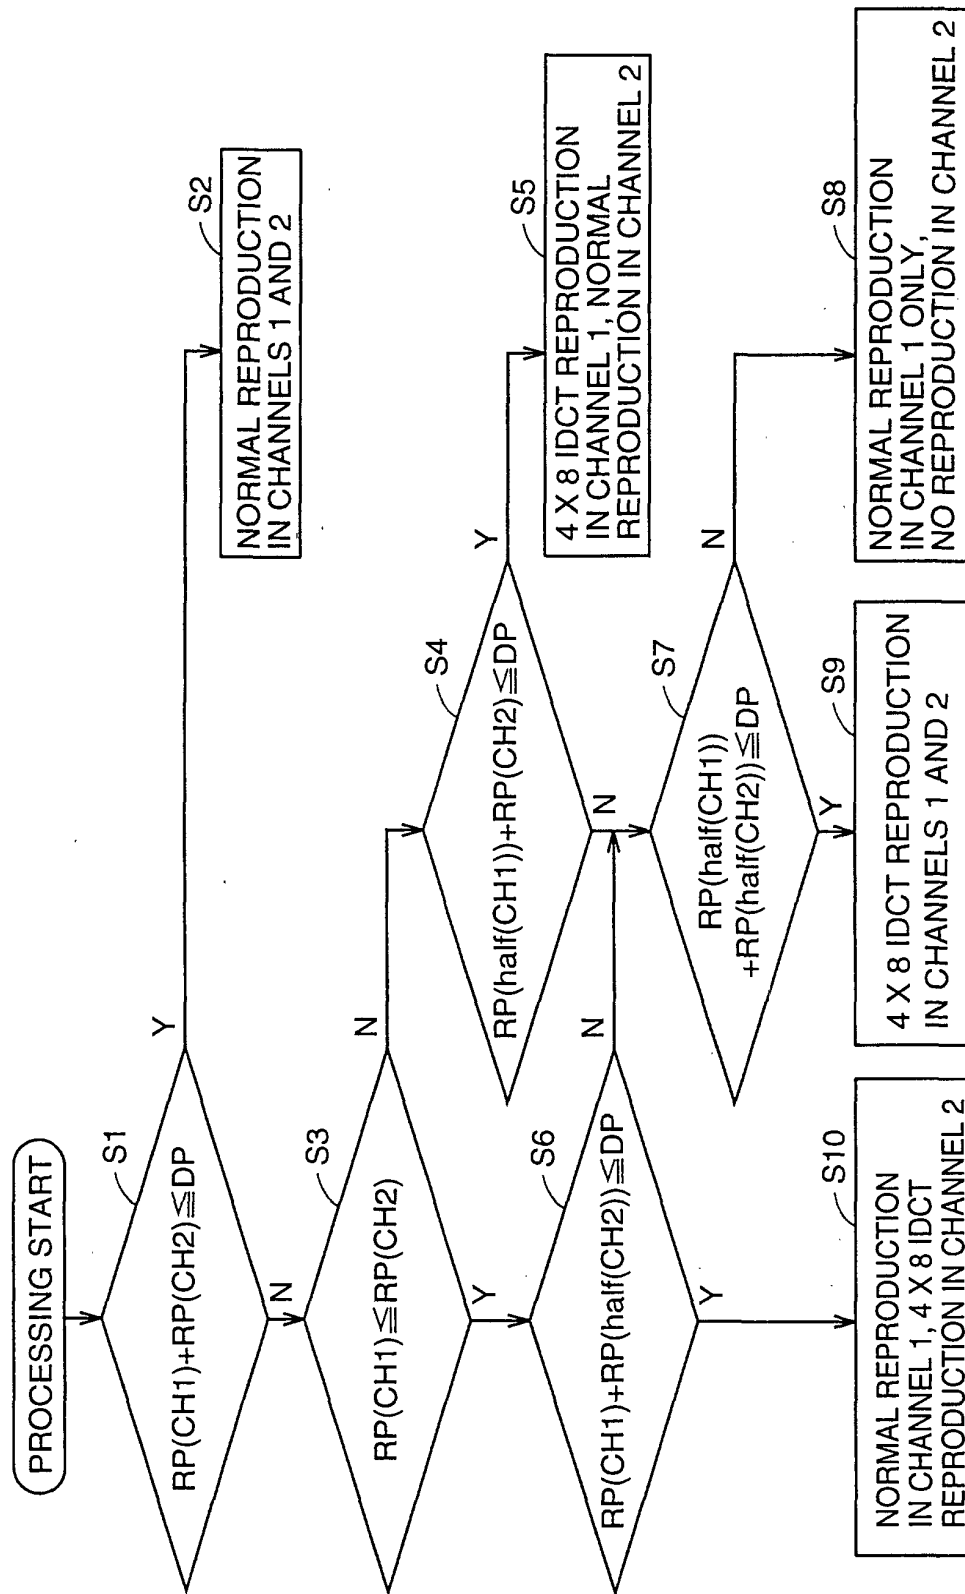 PROCESSING START
S1
RP(CH1)+RP(CH2)≦DP
Y
N
S2
NORMAL REPRODUCTION
IN CHANNELS 1 AND 2
S3
RP(CH1)≦RP(CH2)
N
Y
S4
RP(half(CH1))+RP(CH2)≦DP
Y
N
S5
4 X 8 IDCT REPRODUCTION
IN CHANNEL 1, NORMAL
REPRODUCTION IN CHANNEL 2
S6
RP(CH1)+RP(half(CH2))≦DP
N
Y
S7
RP(half(CH1))
+RP(half(CH2))≦DP
N
Y
S10
NORMAL REPRODUCTION
IN CHANNEL 1, 4 X 8 IDCT
REPRODUCTION IN CHANNEL 2
S9
4 X 8 IDCT REPRODUCTION
IN CHANNELS 1 AND 2
S8
NORMAL REPRODUCTION
IN CHANNEL 1 ONLY,
NO REPRODUCTION IN CHANNEL 2